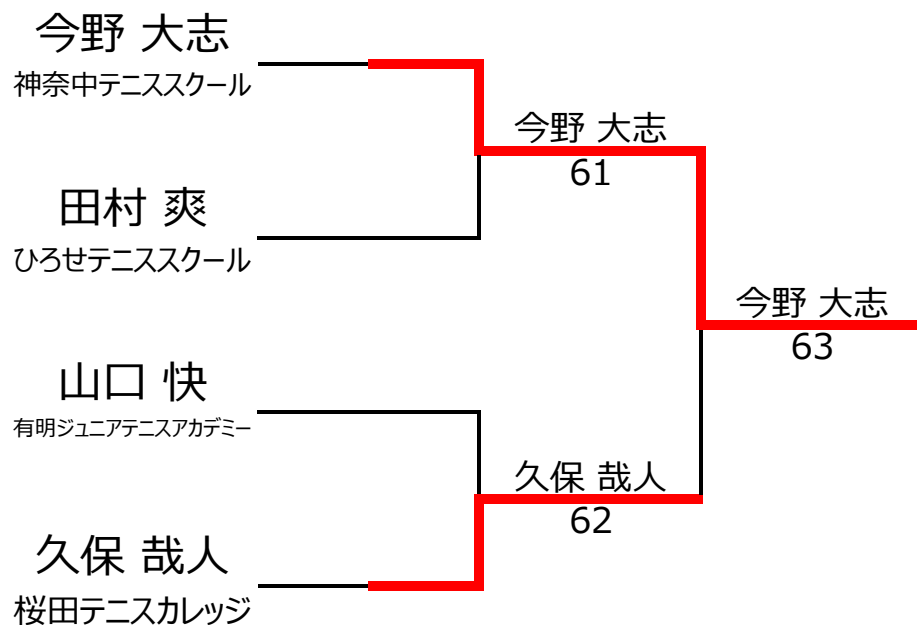 今野 大志
神奈中テニススクール
田村 爽
ひろせテニススクール
山口 快
有明ジュニアテニスアカデミー
久保 哉人
桜田テニスカレッジ
今野 大志
61
久保 哉人
62
今野 大志
63